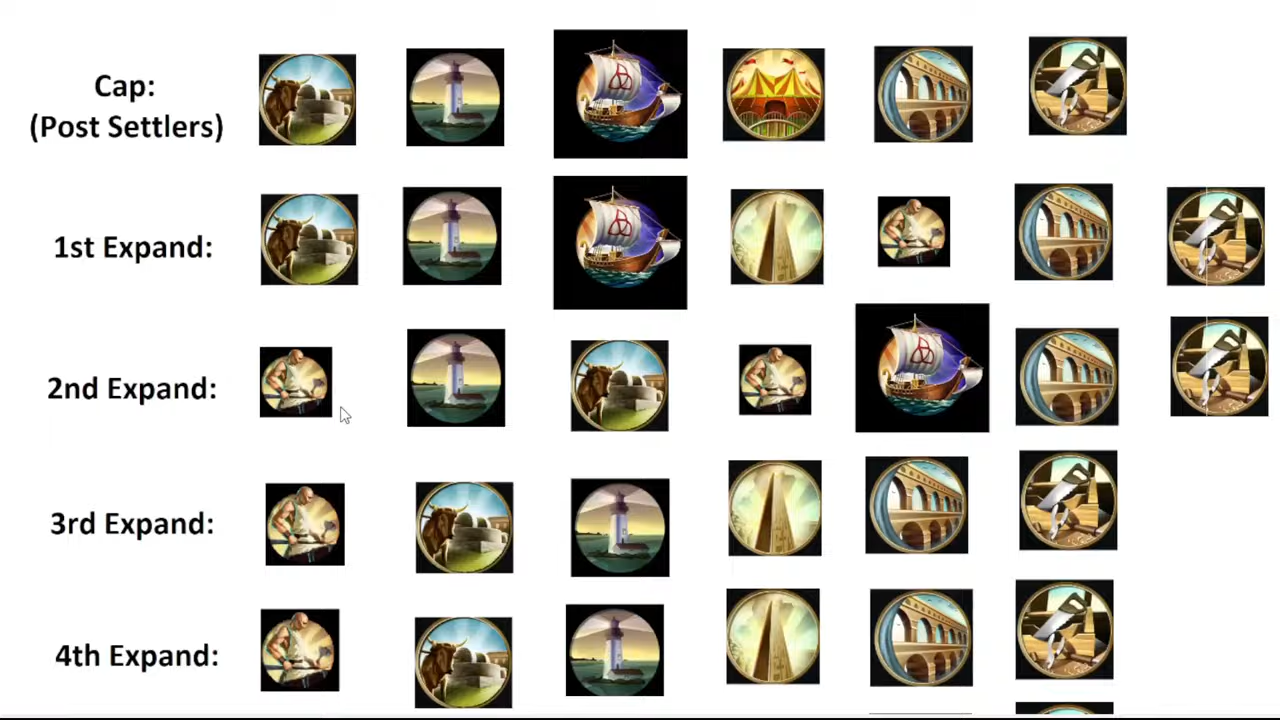 Cap:
(Post Settlers)
1st Expand:
2nd Expand:
3rd Expand:
4th Expand: